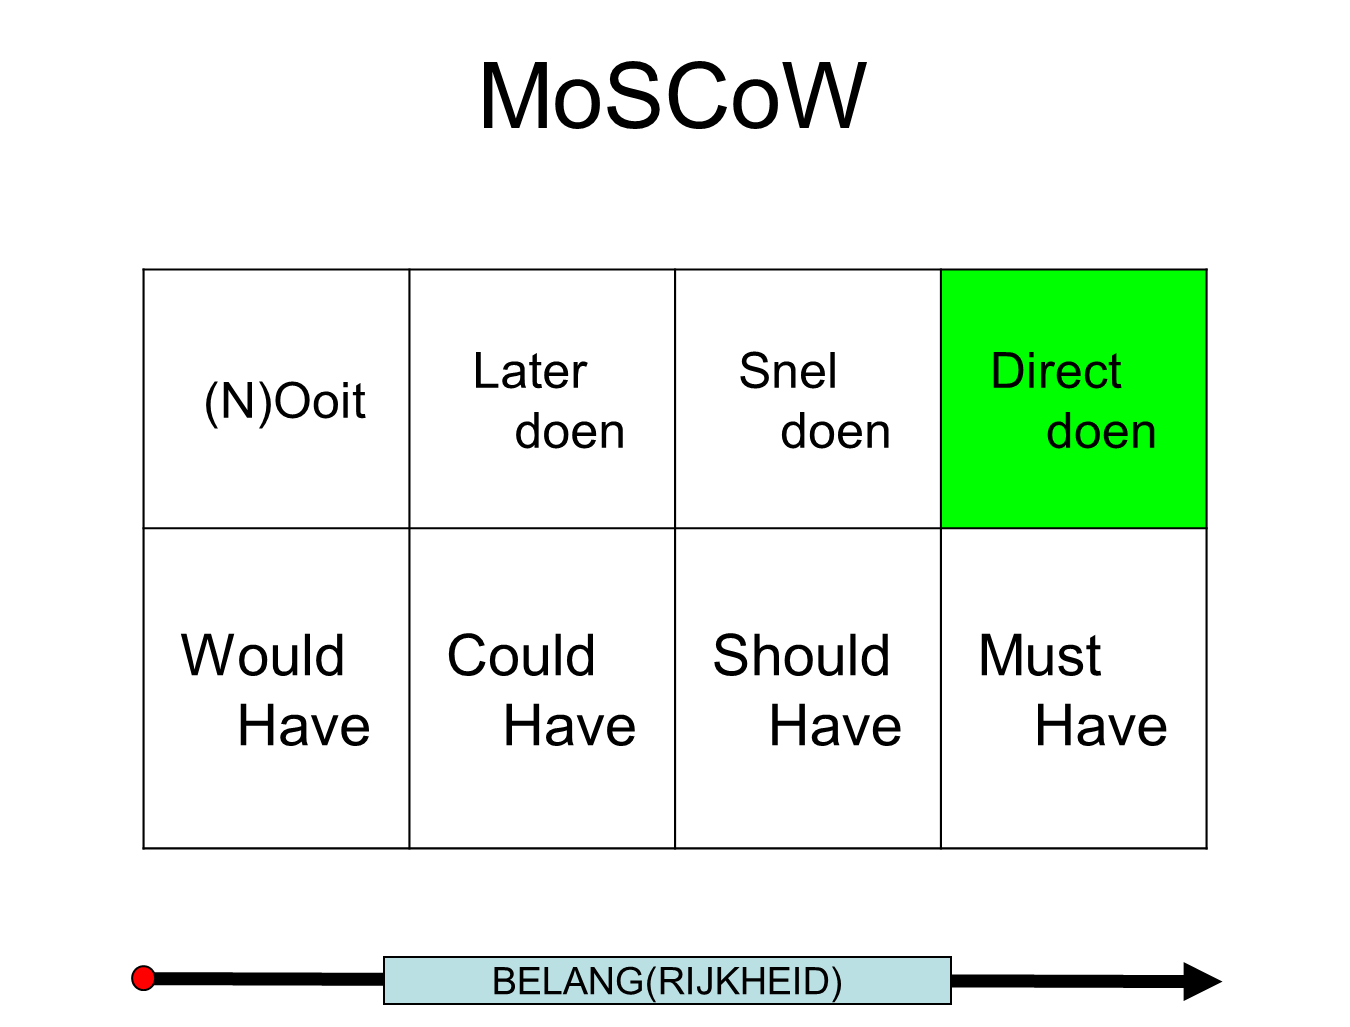 MoSCoW
(N)Ooit
Later
doen
Snel
doen
Direct
doen
Would
Have
Could
Have
Should
Have
Must
Have
BELANG(RIJKHEID)